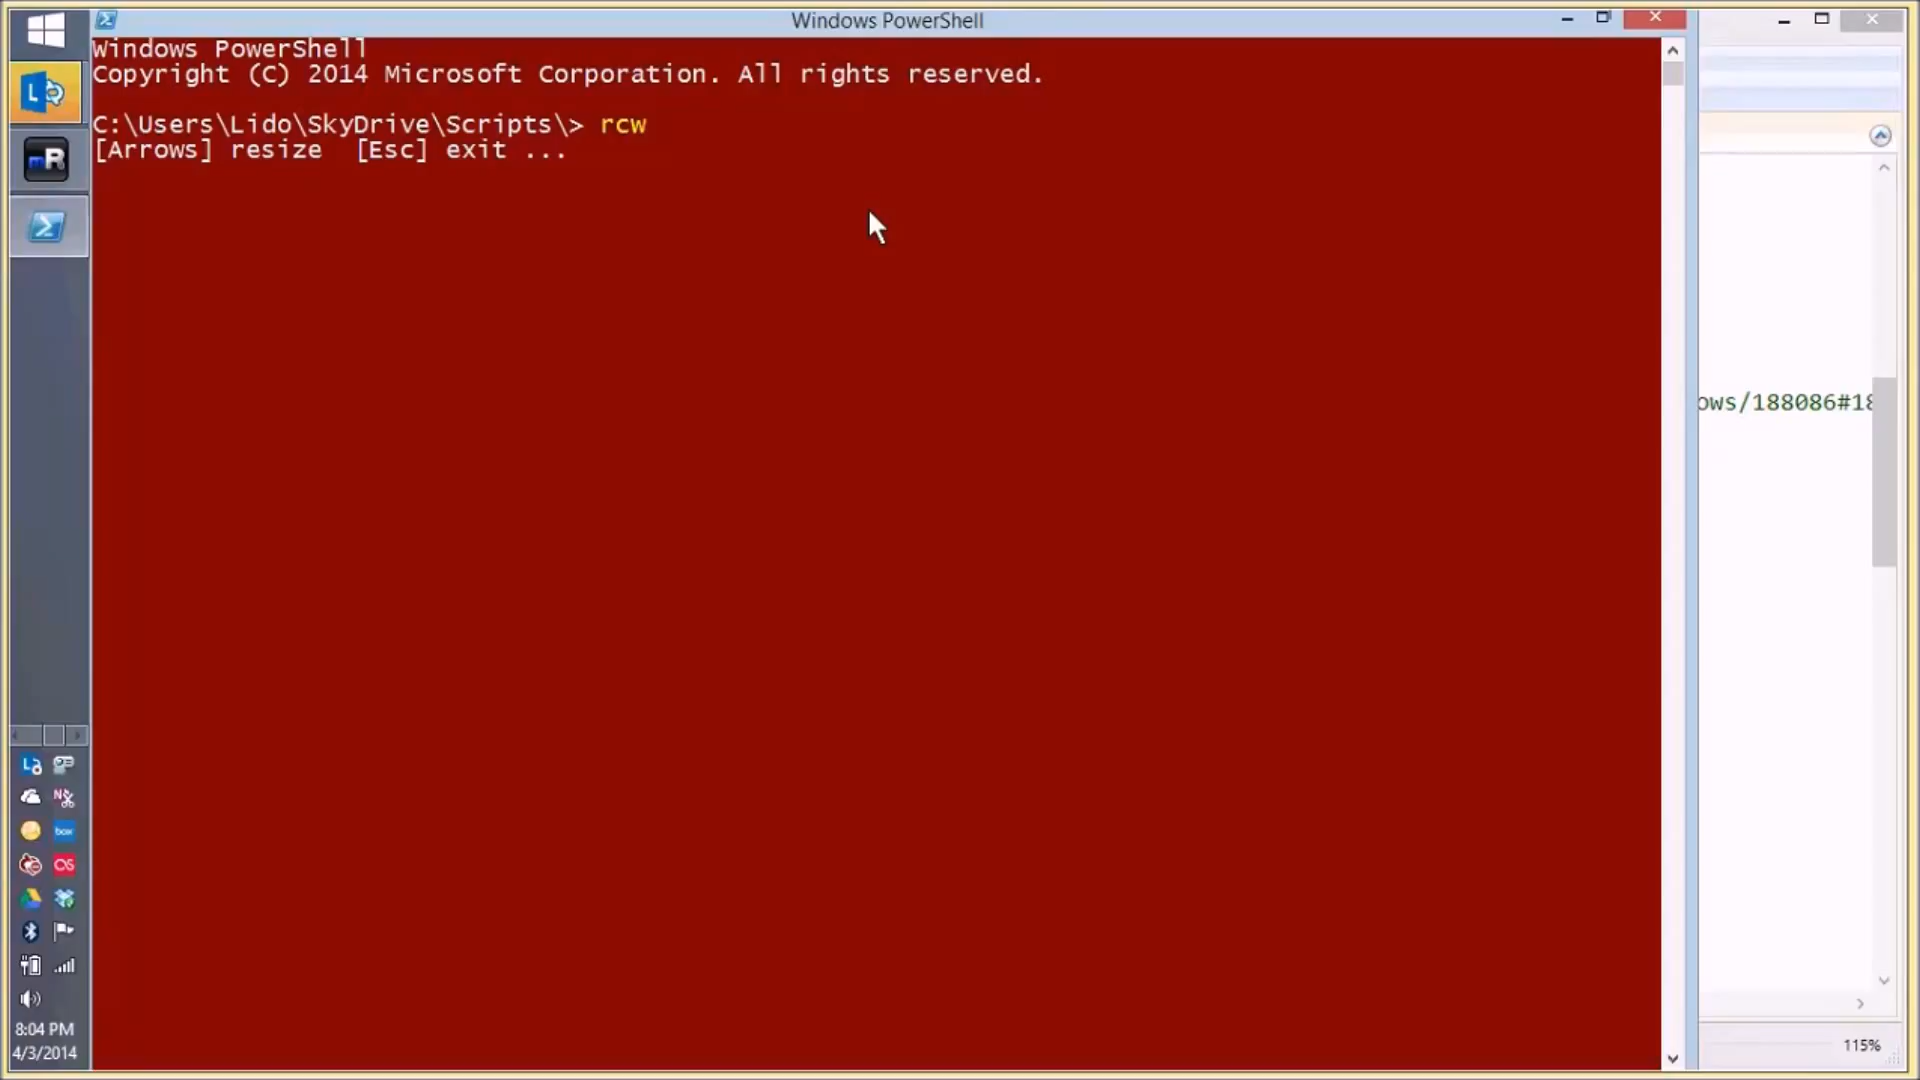 Windows PowerShell
Windows PowerShell
Copyright (C) 2014 Microsoft Corporation. All rights reserved.
C:\Users\Lido\SkyDrive\Scripts\> rcw
[Arrows] resize  [Esc] exit ...
ows/188086#18
box
8:04 PM
4/3/2014
115%